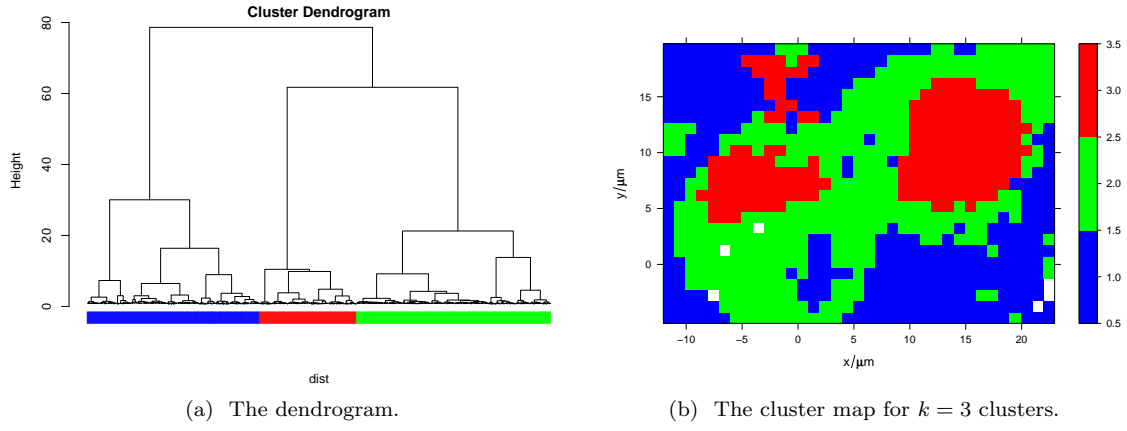 Cluster Dendrogram
80
60
40
20
0
Height
dist
(a) The dendrogram.
15
10
5
0
y/μm
−10 −5 0 5 10 15 20
x/μm
3.5
3.0
2.5
2.0
1.5
1.0
0.5
(b) The cluster map for k = 3 clusters.